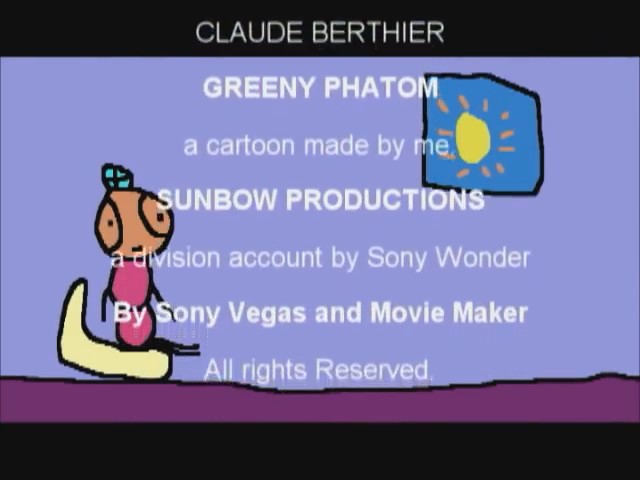 CLAUDE BERTHIER
GREENY PHATOM
a cartoon made by me.
SUNBOW PRODUCTIONS
a division account by Sony Wonder
By Sony Vegas and Movie Maker
All rights Reserved.